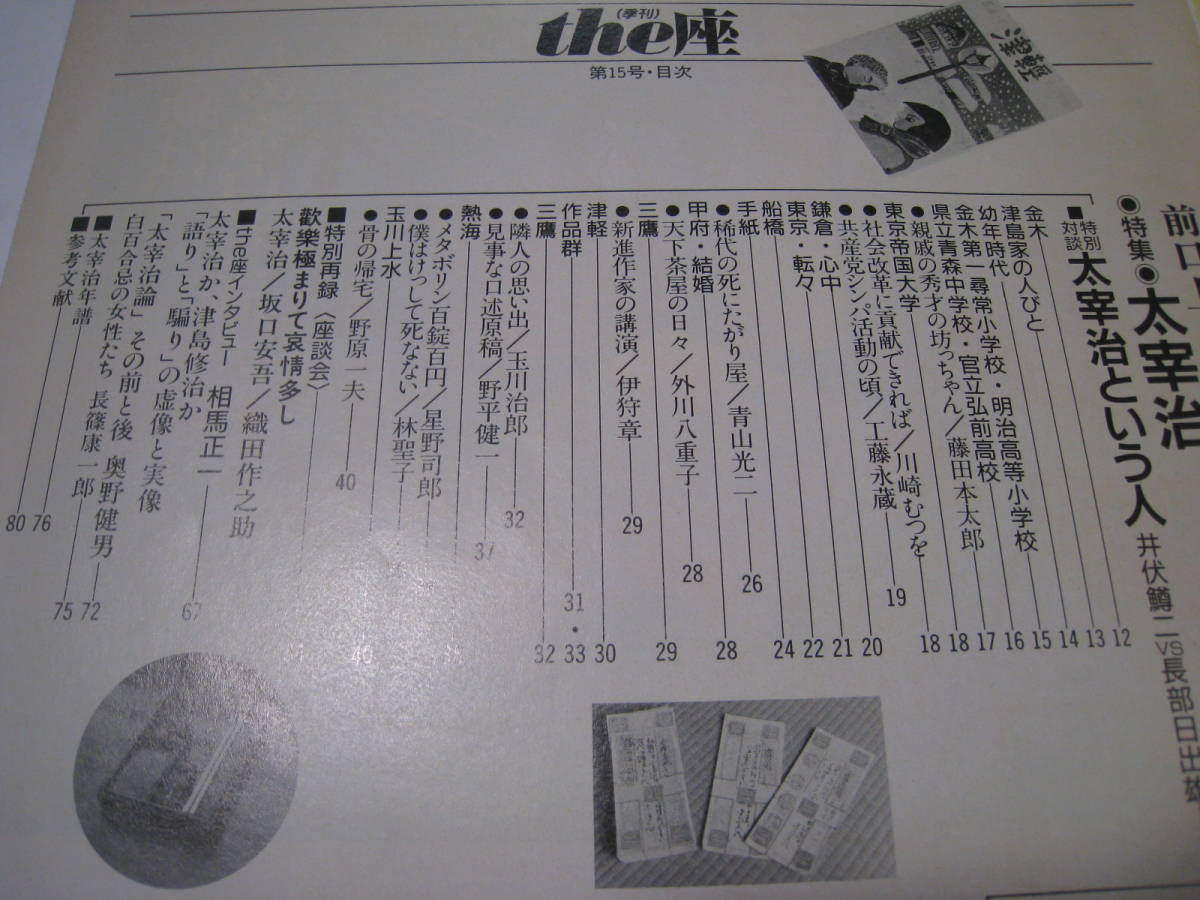 (季刊)
the座
第15号・目次
津軽
●特集●太宰治
■特別対談 太宰治という人 井伏鱒二vs長部日出雄
金木
津島家の人びと
幼年時代
金木第一尋常小学校・明治高等小学校
県立青森中学校・官立弘前高校
●親戚の秀才の坊っちゃん/藤田本太郎
東京帝国大学
●社会改革に貢献できれば/川崎むつを
●共産党シンパ活動の頃/工藤永蔵
鎌倉・心中
東京・転々
船橋
手紙
●稀代の死にたがり屋/青山光二
甲府・結婚
●天下茶屋の日々/外川八重子
三鷹
●新進作家の講演/伊狩章
津軽
作品群
三鷹
●隣人の思い出/玉川治郎
●見事な口述原稿/野平健一
熱海
●メタボリン百錠百円/星野司郎
●僕はけっして死なない/林聖子
玉川上水
●骨の帰宅/野原一夫
■特別再録
歡樂極まりて哀情多し〈座談会〉
太宰治/坂口安吾/織田作之助
■the座インタビュー 相馬正一
太宰治か、津島修治か
「語り」と「騙り」の虚像と実像
「太宰治論」その前と後 奥野健男
白百合忌の女性たち 長篠康一郎
■太宰治年譜
■参考文献
12
13
14
15
16
17
18
18
19
20
21
22
24
26
28
28
29
29
30
31・33
32
32
37
40
67
72
75
76
80